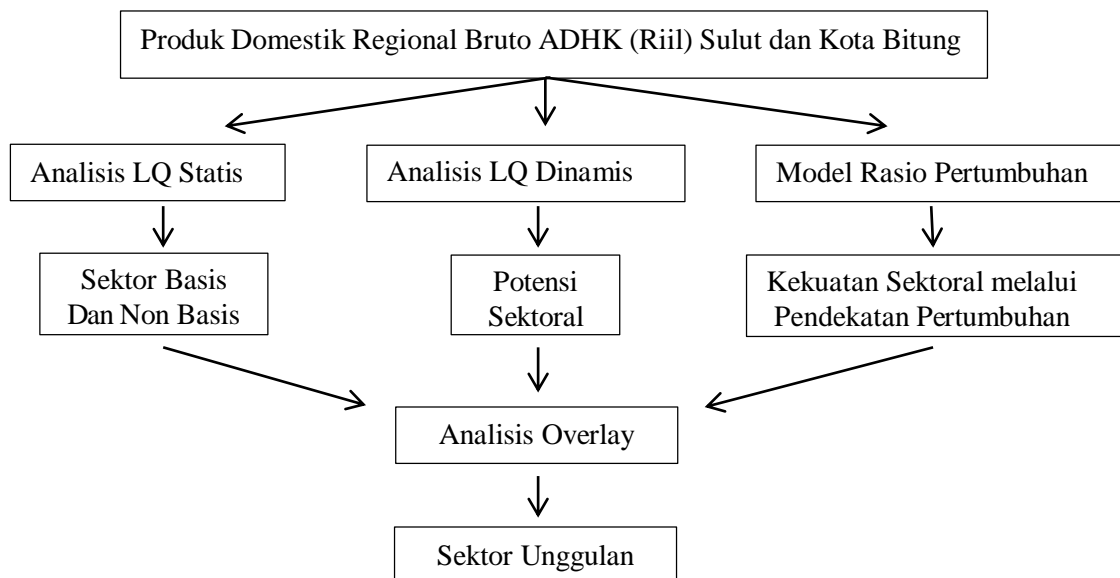 Produk Domestik Regional Bruto ADHK (Riil) Sulut dan Kota Bitung
Analisis LQ Statis
Analisis LQ Dinamis
Model Rasio Pertumbuhan
Sektor Basis
Dan Non Basis
Potensi
Sektoral
Kekuatan Sektoral melalui
Pendekatan Pertumbuhan
Analisis Overlay
Sektor Unggulan